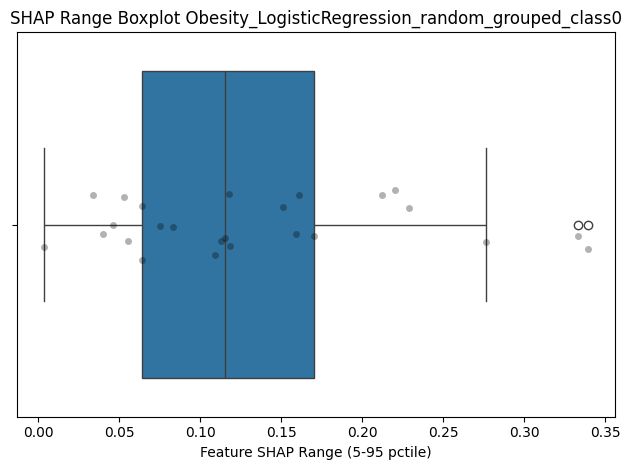 SHAP Range Boxplot Obesity_LogisticRegression_random_grouped_class0
0.00 0.05 0.10 0.15 0.20 0.25 0.30 0.35
Feature SHAP Range (5-95 pctile)